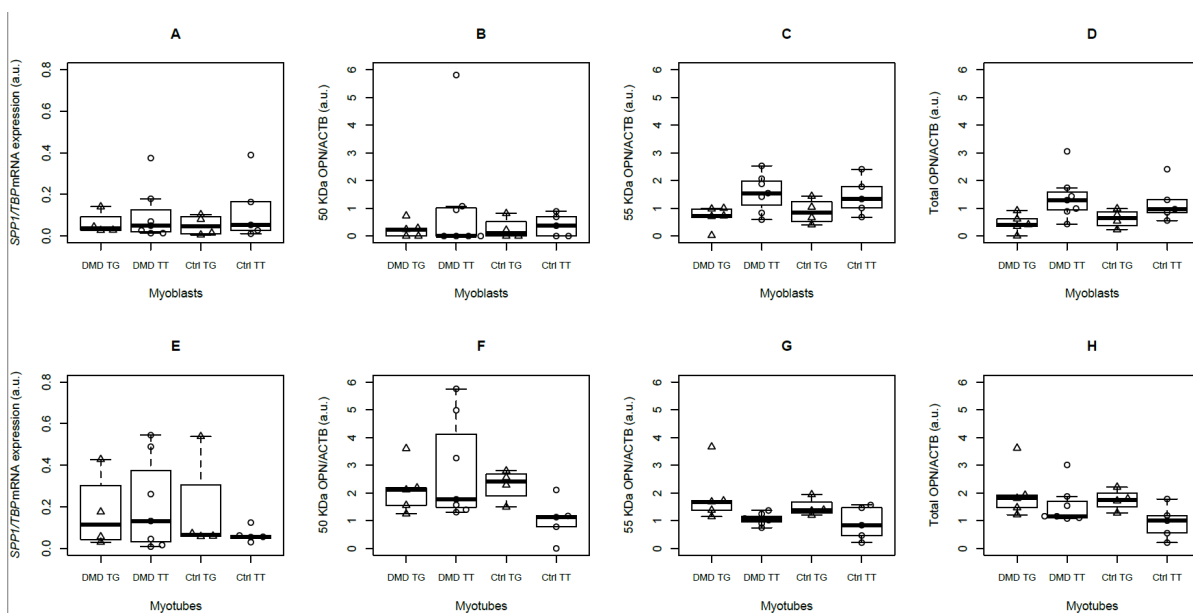 A
SPP1/TBP mRNA expression (a.u.)
0.8
0.6
0.4
0.2
0.0
DMD TG DMD TT Ctrl TG Ctrl TT
Myoblasts
B
50 KDa OPN/ACTB (a.u.)
6
5
4
3
2
1
0
DMD TG DMD TT Ctrl TG Ctrl TT
Myoblasts
C
55 KDa OPN/ACTB (a.u.)
6
5
4
3
2
1
0
DMD TG DMD TT Ctrl TG Ctrl TT
Myoblasts
D
Total OPN/ACTB (a.u.)
6
5
4
3
2
1
0
DMD TG DMD TT Ctrl TG Ctrl TT
Myoblasts
E
SPP1/TBP mRNA expression (a.u.)
0.8
0.6
0.4
0.2
0.0
DMD TG DMD TT Ctrl TG Ctrl TT
Myotubes
F
50 KDa OPN/ACTB (a.u.)
6
5
4
3
2
1
0
DMD TG DMD TT Ctrl TG Ctrl TT
Myotubes
G
55 KDa OPN/ACTB (a.u.)
6
5
4
3
2
1
0
DMD TG DMD TT Ctrl TG Ctrl TT
Myotubes
H
Total OPN/ACTB (a.u.)
6
5
4
3
2
1
0
DMD TG DMD TT Ctrl TG Ctrl TT
Myotubes